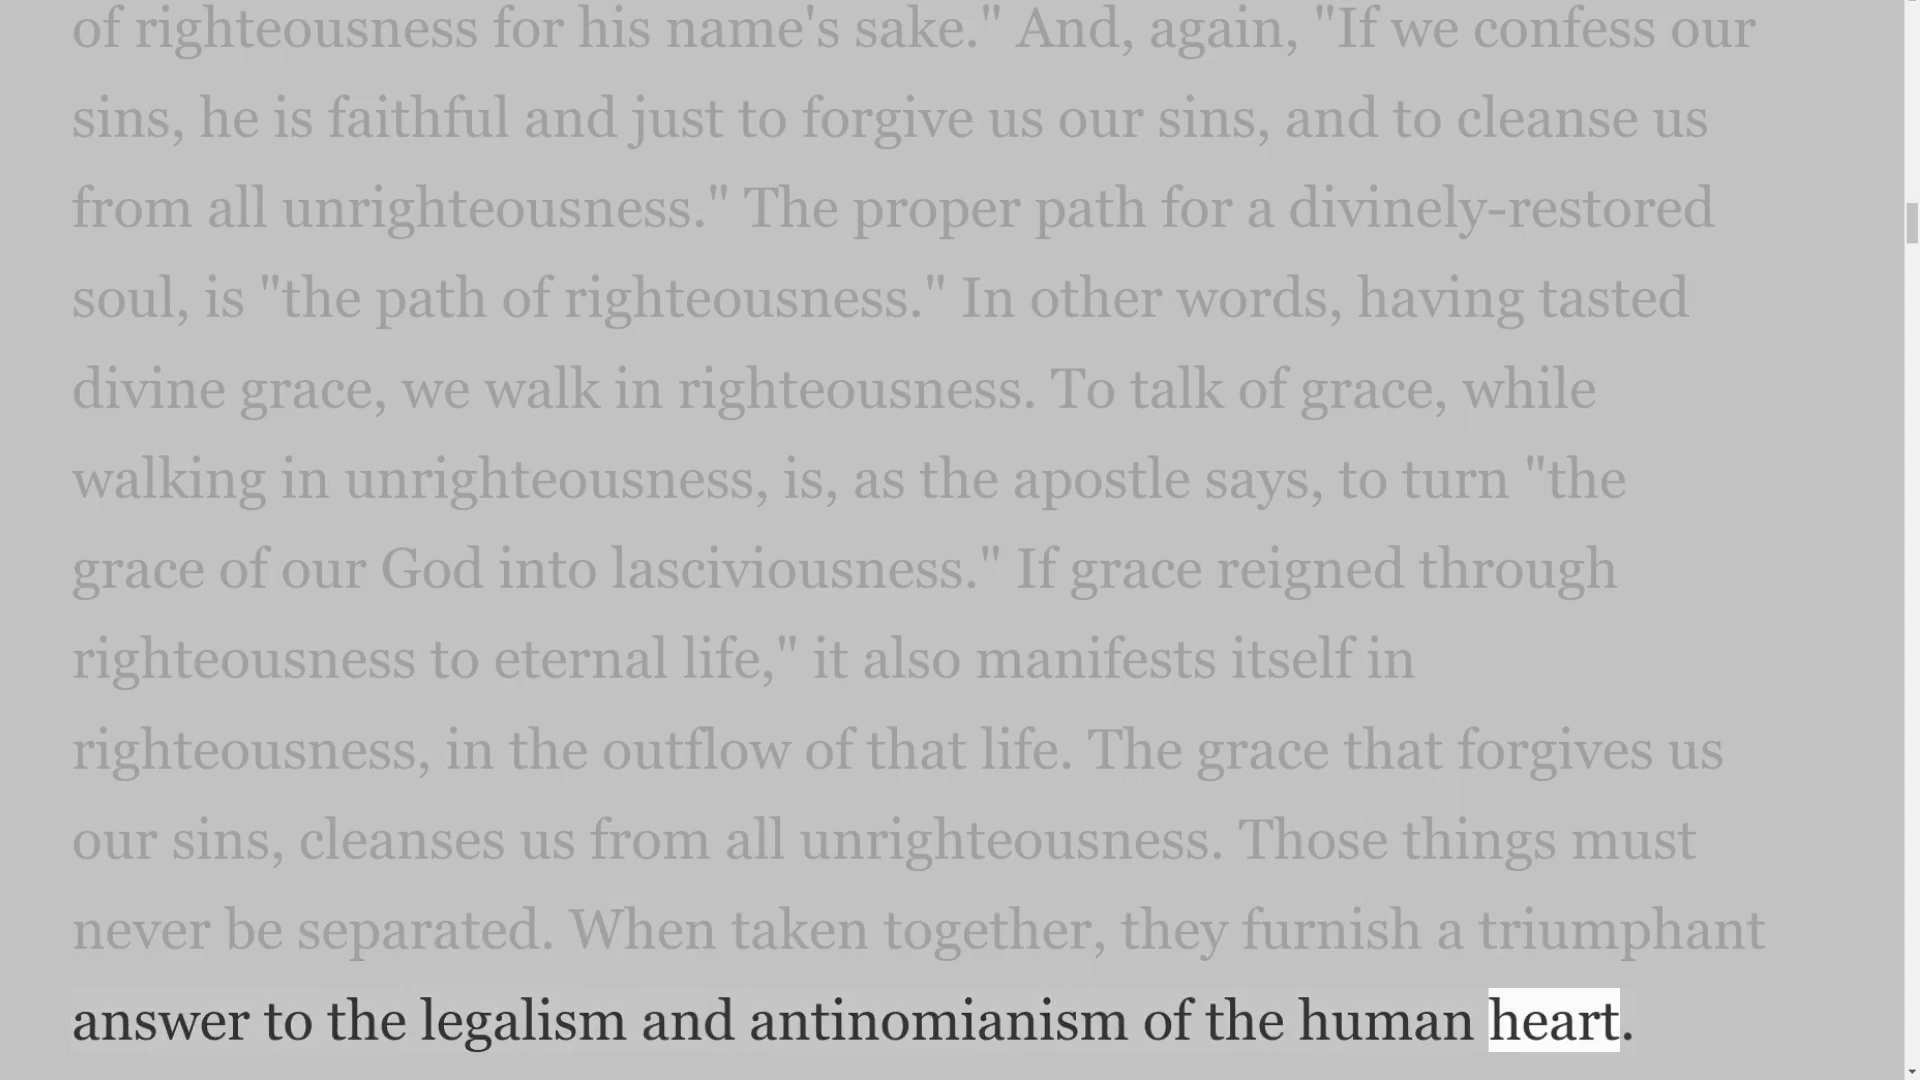 of righteousness for his name's sake." And, again, "If we confess our
sins, he is faithful and just to forgive us our sins, and to cleanse us
from all unrighteousness." The proper path for a divinely-restored
soul, is "the path of righteousness." In other words, having tasted
divine grace, we walk in righteousness. To talk of grace, while
walking in unrighteousness, is, as the apostle says, to turn "the
grace of our God into lasciviousness." If grace reigned through
righteousness to eternal life," it also manifests itself in
righteousness, in the outflow of that life. The grace that forgives us
our sins, cleanses us from all unrighteousness. Those things must
never be separated. When taken together, they furnish a triumphant
answer to the legalism and antinomianism of the human heart.